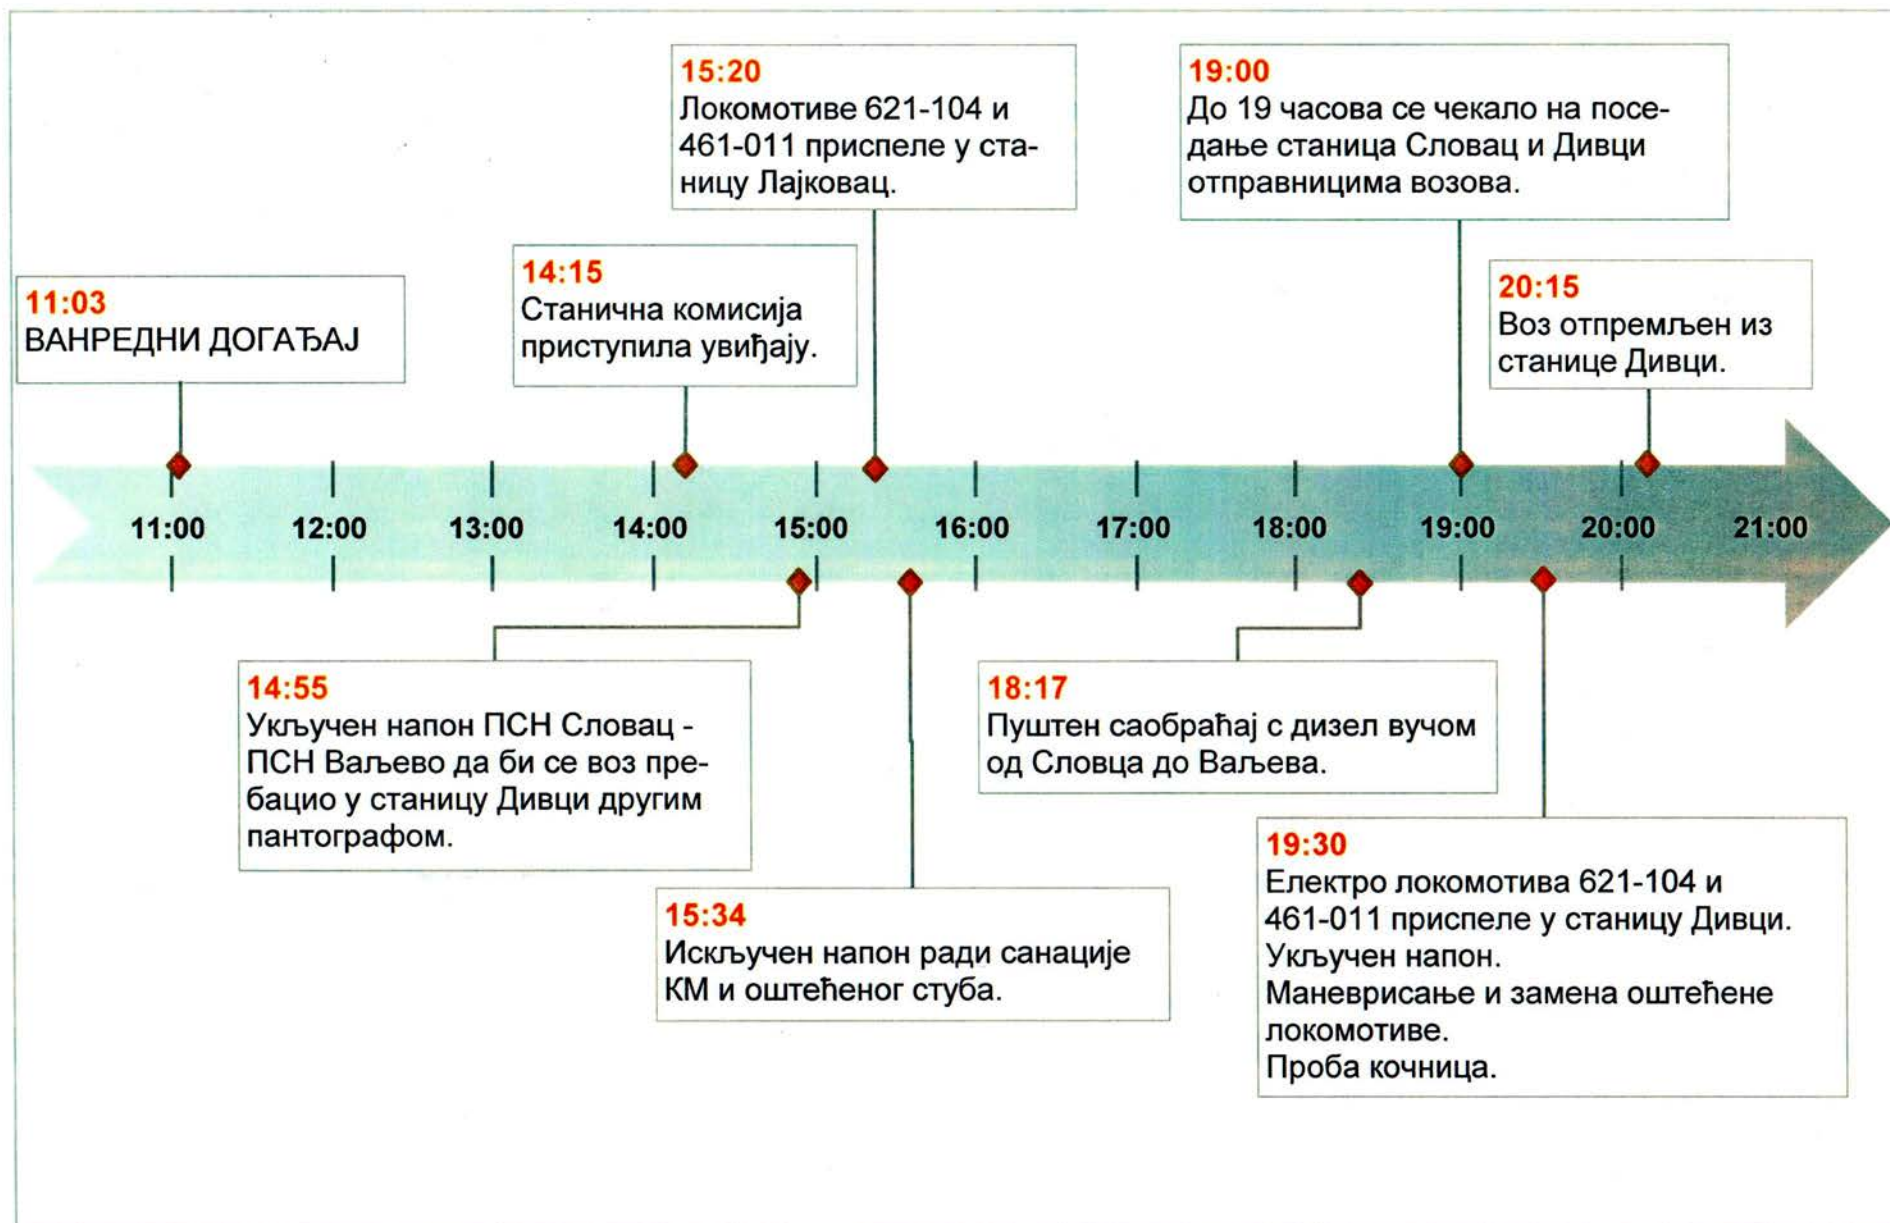 15:20
Локомотиве 621-104 и
461-011 приспеле у ста-
ницу Лајковац.
19:00
До 19 часова се чекало на посе-
дање станица Словац и Дивци
отправницима возова.
11:03
ВАНРЕДНИ ДОГАЂАЈ
14:15
Станична комисија
приступила увиђају.
20:15
Воз отпремљен из
станице Дивци.
11:00 12:00 13:00 14:00 15:00 16:00 17:00 18:00 19:00 20:00 21:00
14:55
Укључен напон ПСН Словац -
ПСН Ваљево да би се воз пре-
бацио у станицу Дивци другим
пантографом.
15:34
Искључен напон ради санације
КМ и оштећеног стуба.
18:17
Пуштен саобраћај с дизел вучом
од Словца до Ваљева.
19:30
Електро локомотива 621-104 и
461-011 приспеле у станицу Дивци.
Укључен напон.
Маневрисање и замена оштећене
локомотиве.
Проба кочница.